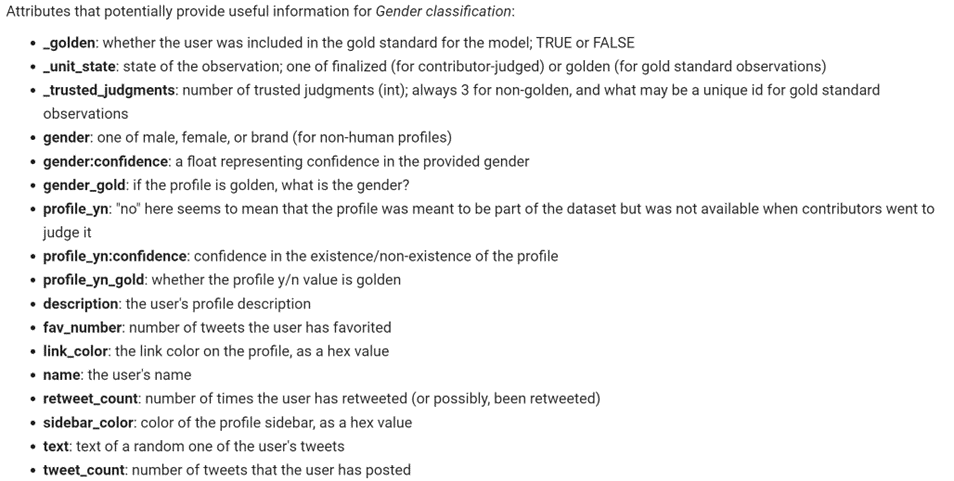 Attributes that potentially provide useful information for Gender classification:
• _golden: whether the user was included in the gold standard for the model; TRUE or FALSE
• _unit_state: state of the observation; one of finalized (for contributor-judged) or golden (for gold standard observations)
• _trusted_judgments: number of trusted judgments (int); always 3 for non-golden, and what may be a unique id for gold standard
observations
• gender: one of male, female, or brand (for non-human profiles)
• gender:confidence: a float representing confidence in the provided gender
• gender_gold: if the profile is golden, what is the gender?
• profile_yn: "no" here seems to mean that the profile was meant to be part of the dataset but was not available when contributors went to
judge it
• profile_yn:confidence: confidence in the existence/non-existence of the profile
• profile_yn_gold: whether the profile y/n value is golden
• description: the user's profile description
• fav_number: number of tweets the user has favorited
• link_color: the link color on the profile, as a hex value
• name: the user's name
• retweet_count: number of times the user has retweeted (or possibly, been retweeted)
• sidebar_color: color of the profile sidebar, as a hex value
• text: text of a random one of the user's tweets
• tweet_count: number of tweets that the user has posted